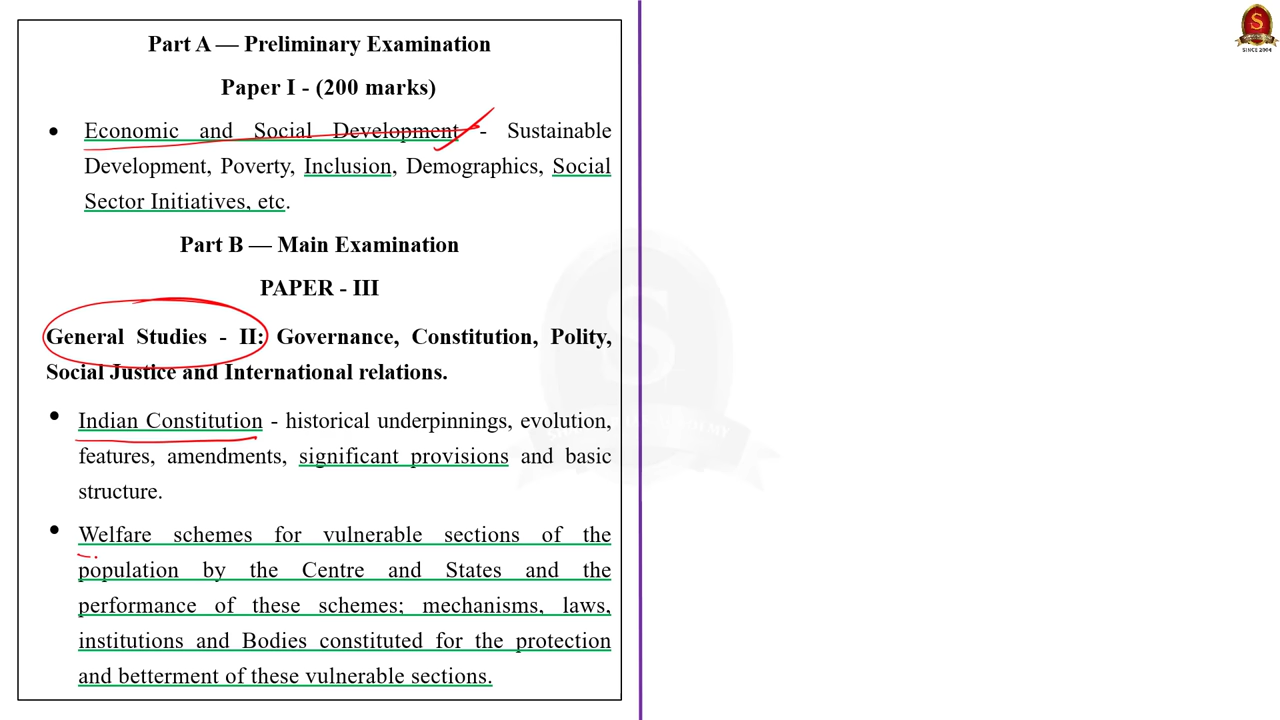 Part A — Preliminary Examination
Paper I - (200 marks)
• Economic and Social Development - Sustainable
Development, Poverty, Inclusion, Demographics, Social
Sector Initiatives, etc.
Part B — Main Examination
PAPER - III
General Studies - II: Governance, Constitution, Polity,
Social Justice and International relations.
• Indian Constitution - historical underpinnings, evolution,
features, amendments, significant provisions and basic
structure.
• Welfare schemes for vulnerable sections of the
population by the Centre and States and the
performance of these schemes; mechanisms, laws,
institutions and Bodies constituted for the protection
and betterment of these vulnerable sections.
S
SINCE 2004